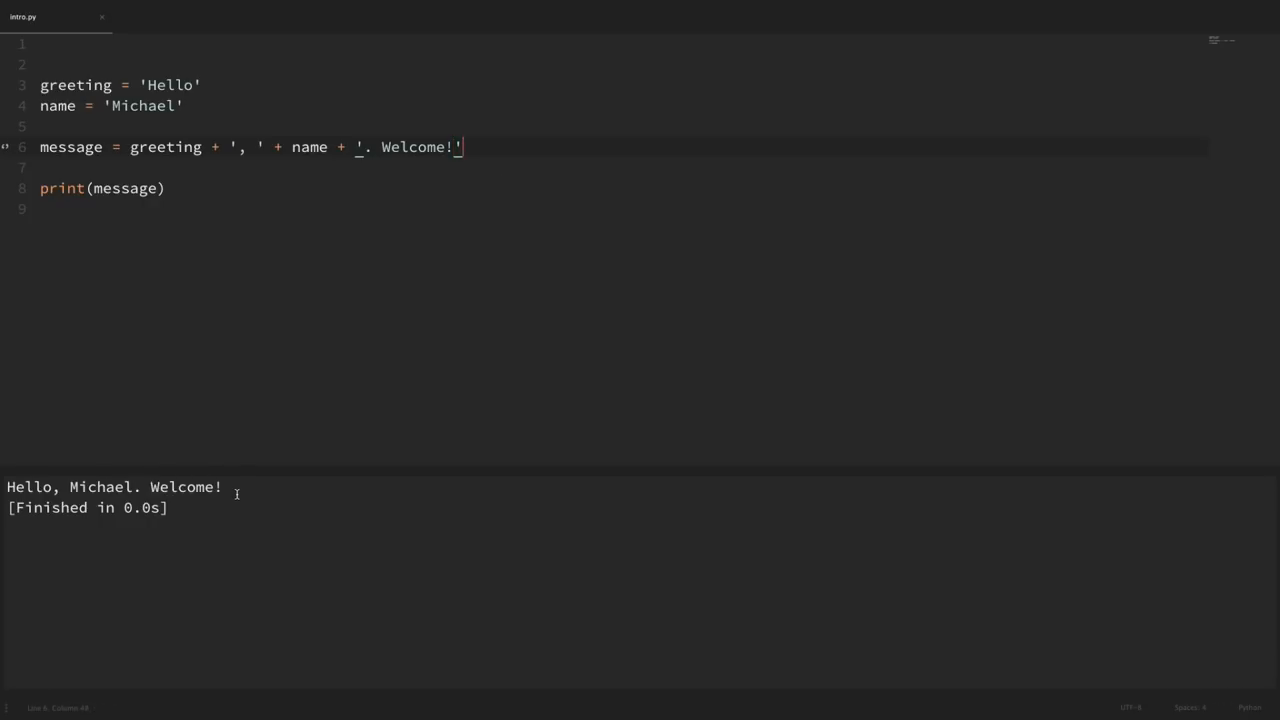 intro.py ×
1
2
3 greeting = 'Hello'
4 name = 'Michael'
5
6 message = greeting + ', ' + name + '. Welcome!'
7
8 print(message)
9
Hello, Michael. Welcome!
[Finished in 0.0s]
Line 6, Column 48 UTF-8 Spaces: 4 Python